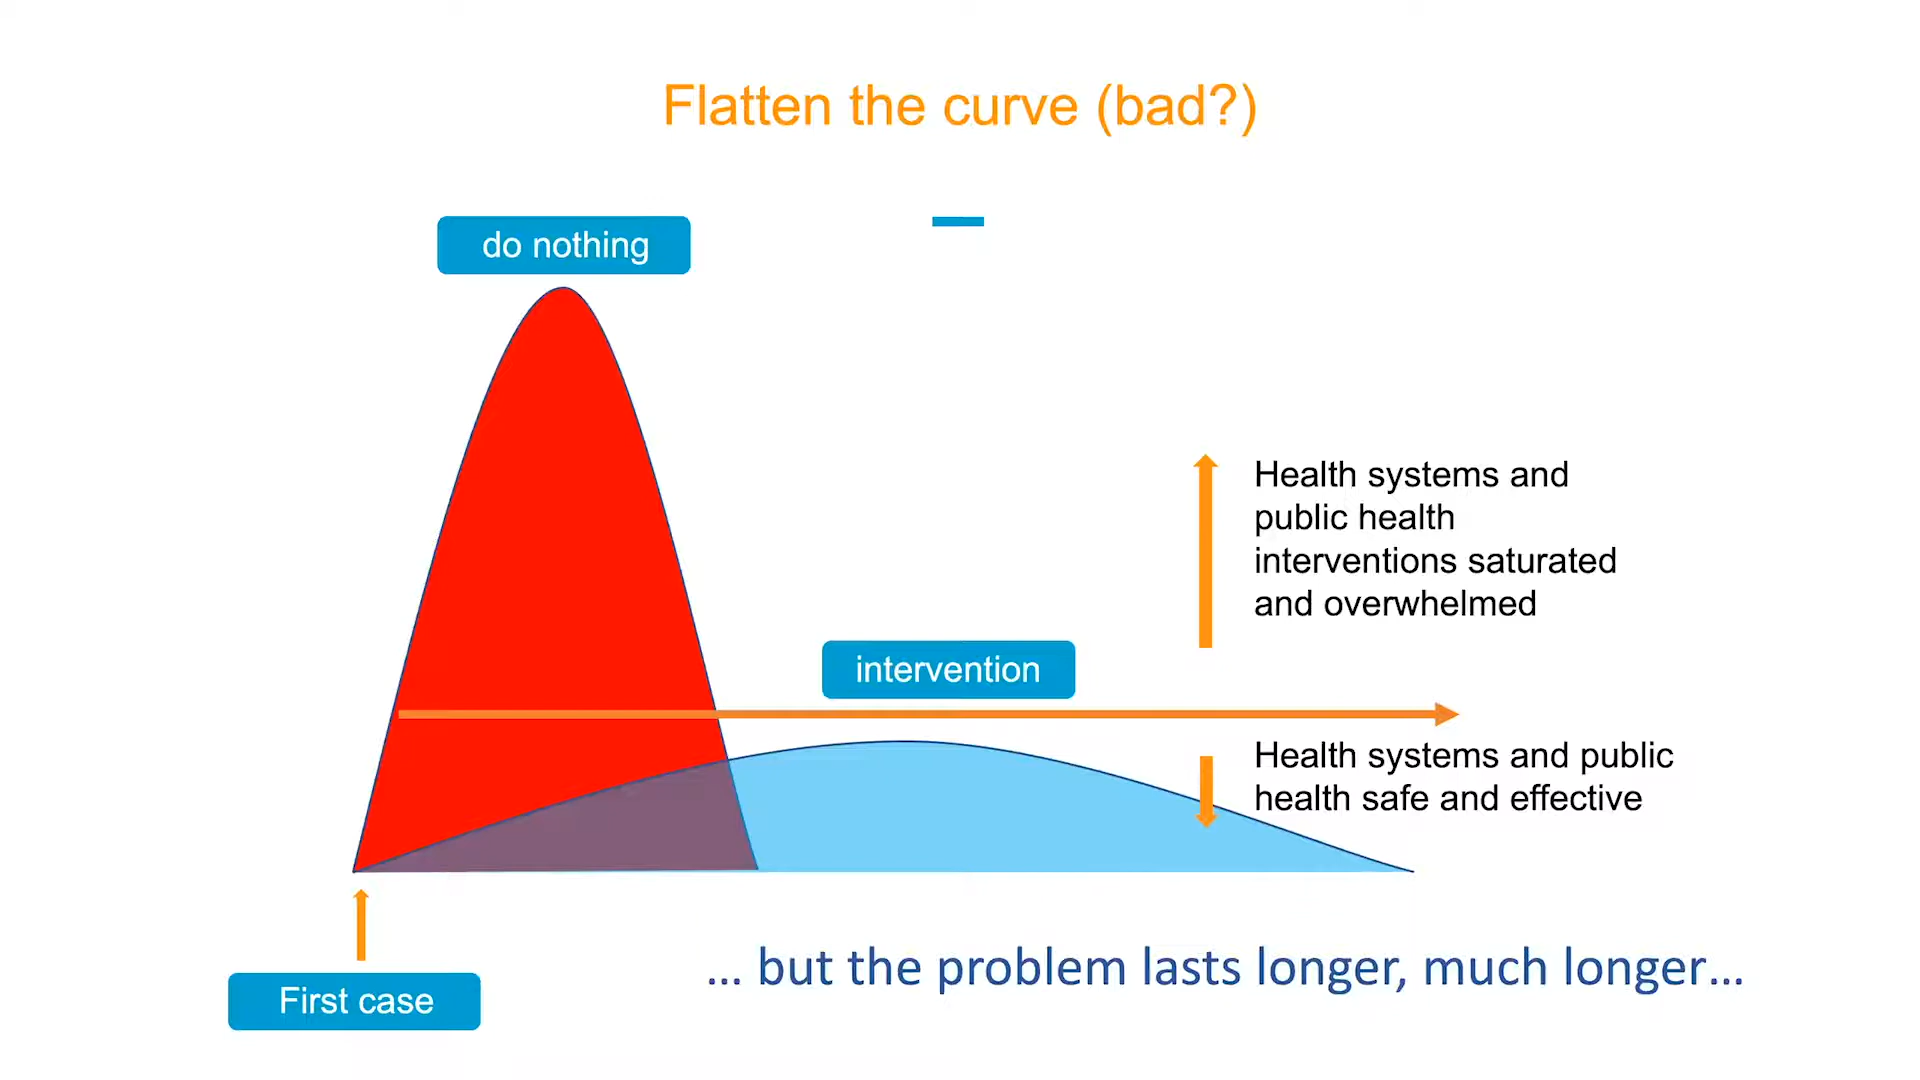 Flatten the curve (bad?)
do nothing
Health systems and
public health
interventions saturated
and overwhelmed
intervention
Health systems and public
health safe and effective
... but the problem lasts longer, much longer...
First case